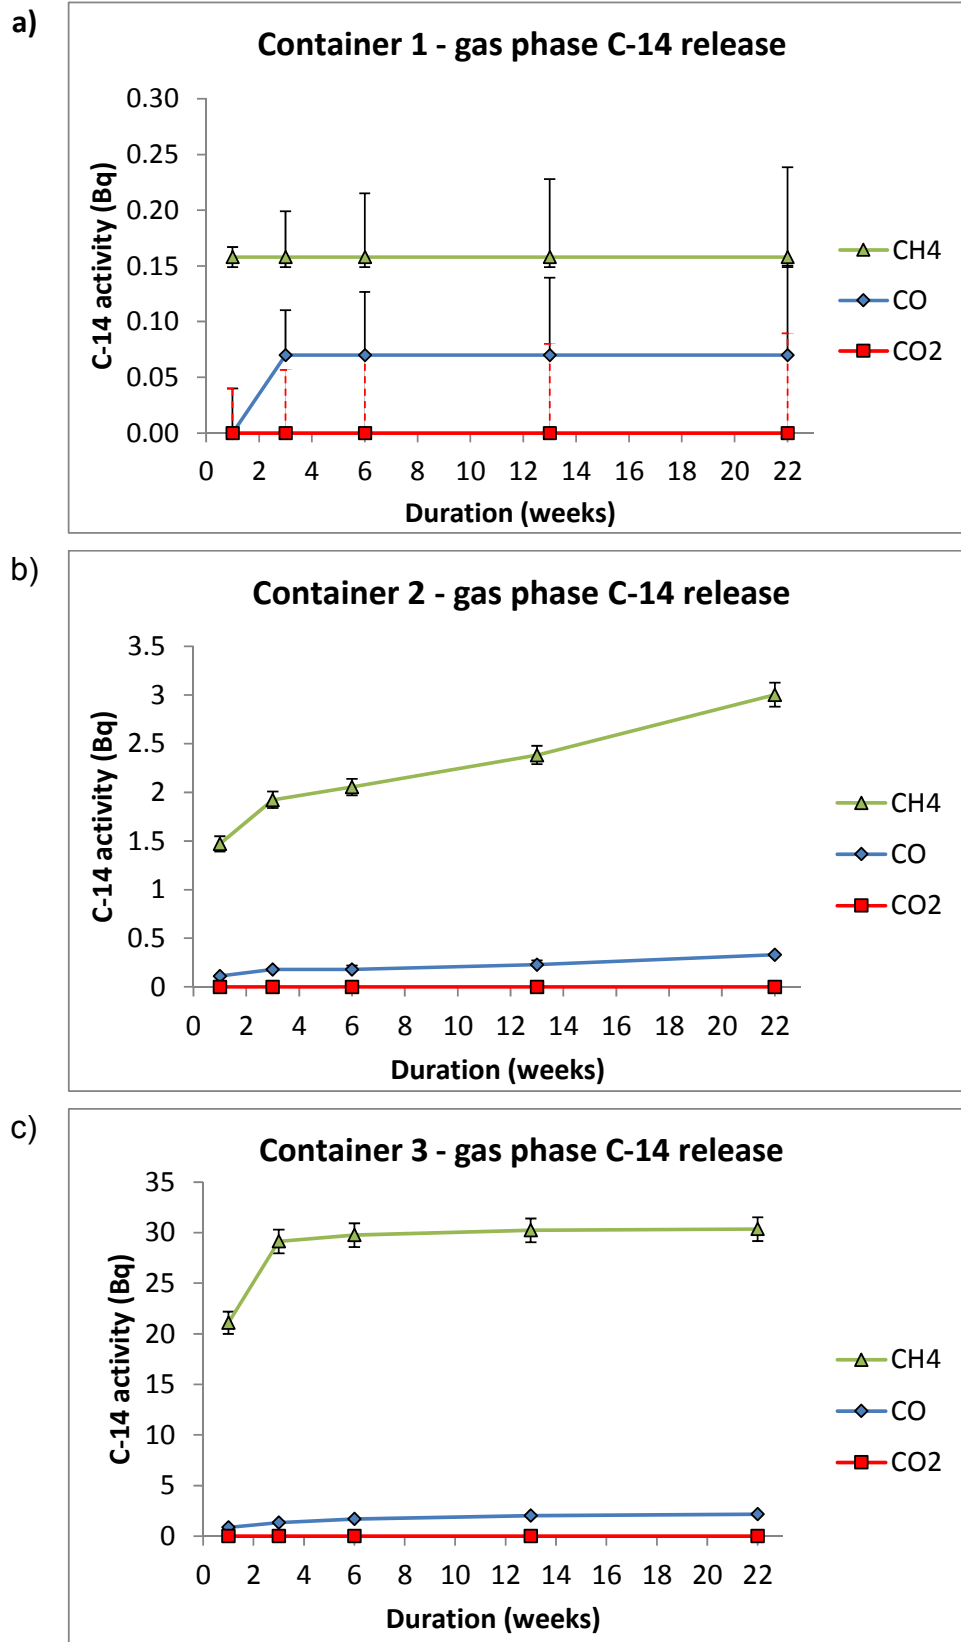 a)
Container 1 - gas phase C-14 release
0.30
0.25
0.20
0.15
0.10
0.05
0.00
C-14 activity (Bq)
0 2 4 6 8 10 12 14 16 18 20 22
Duration (weeks)
CH4
CO
CO2
b)
Container 2 - gas phase C-14 release
3.5
3
2.5
2
1.5
1
0.5
0
C-14 activity (Bq)
0 2 4 6 8 10 12 14 16 18 20 22
Duration (weeks)
CH4
CO
CO2
c)
Container 3 - gas phase C-14 release
35
30
25
20
15
10
5
0
C-14 activity (Bq)
0 2 4 6 8 10 12 14 16 18 20 22
Duration (weeks)
CH4
CO
CO2